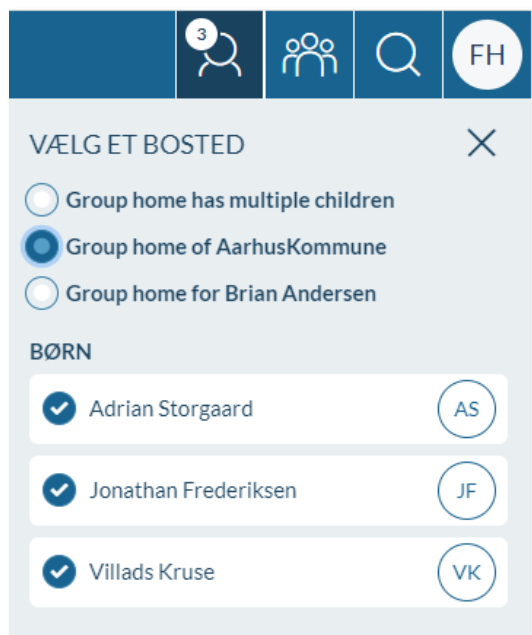 3
FH
VÆLG ET BOSTED
Group home has multiple children
Group home of AarhusKommune
Group home for Brian Andersen
BØRN
Adrian Storgaard AS
Jonathan Frederiksen JF
Villads Kruse VK